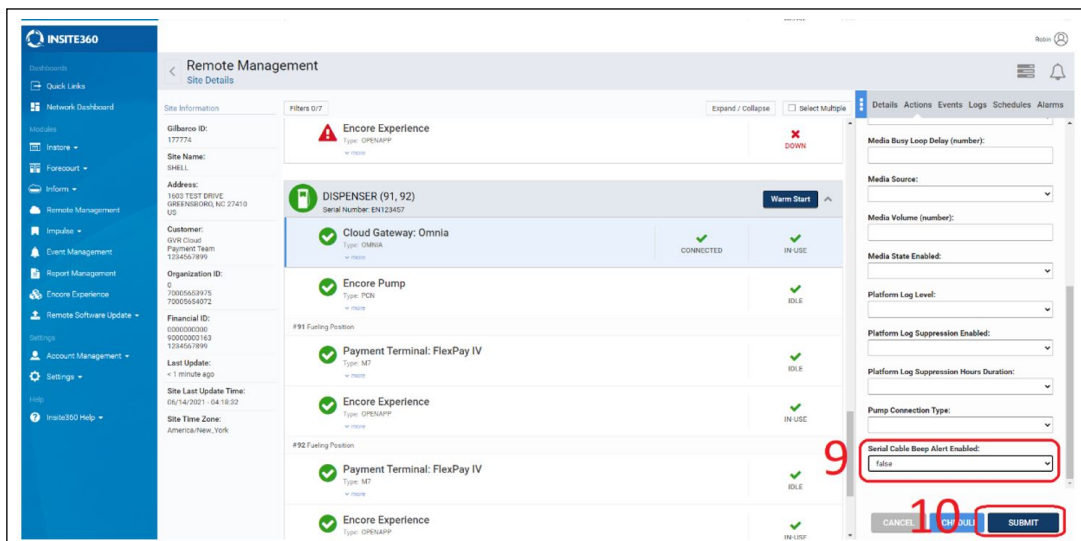 INSITE360
Robin
Dashboards
Quick Links
Network Dashboard
Modules
Instore
Forecourt
Inform
Remote Management
Impulse
Event Management
Report Management
Encore Experience
Remote Software Update
Settings
Account Management
Settings
Help
Insite360 Help
Remote Management
Site Details
Site Information
Gilbarco ID:
177774
Site Name:
SHELL
Address:
1603 TEST DRIVE
GREENSBORO, NC 27410
US
Customer:
GVR Cloud
Payment Team
1234567899
Organization ID:
0
70005653975
70005654072
Financial ID:
0000000000
90000000163
1234567899
Last Update:
< 1 minute ago
Site Last Update Time:
06/14/2021 - 04:18:32
Site Time Zone:
America/New_York
Filters 0/7
Expand / Collapse
Select Multiple
Encore Experience
Type: OPENAPP
more
DOWN
DISPENSER (91, 92)
Serial Number: EN123457
Warm Start
Cloud Gateway: Omnia
Type: OMNIA
more
CONNECTED
IN-USE
Encore Pump
Type: PCN
more
IDLE
#91 Fueling Position
Payment Terminal: FlexPay IV
Type: M7
more
IDLE
Encore Experience
Type: OPENAPP
more
IN-USE
#92 Fueling Position
Payment Terminal: FlexPay IV
Type: M7
more
IDLE
Encore Experience
Type: OPENAPP
IN-USE
Details Actions Events Logs Schedules Alarms
Media Busy Loop Delay (number):
Media Source:
Media Volume (number):
Media State Enabled:
Platform Log Level:
Platform Log Suppression Enabled:
Platform Log Suppression Hours Duration:
Pump Connection Type:
9
Serial Cable Beep Alert Enabled:
false
10
CANCEL
SUBMIT